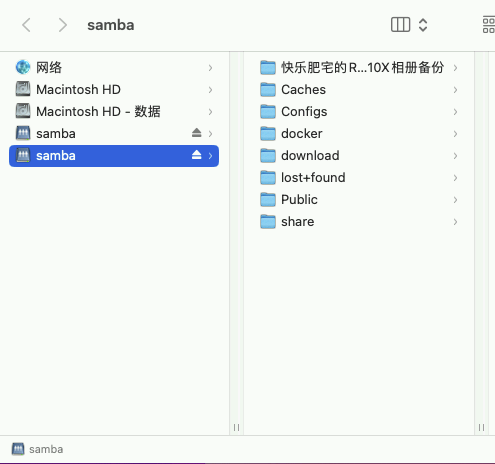 samba
网络
Macintosh HD
Macintosh HD - 数据
samba
samba
快乐肥宅的 R...10X相册备份
Caches
Configs
docker
download
lost+found
Public
share
samba